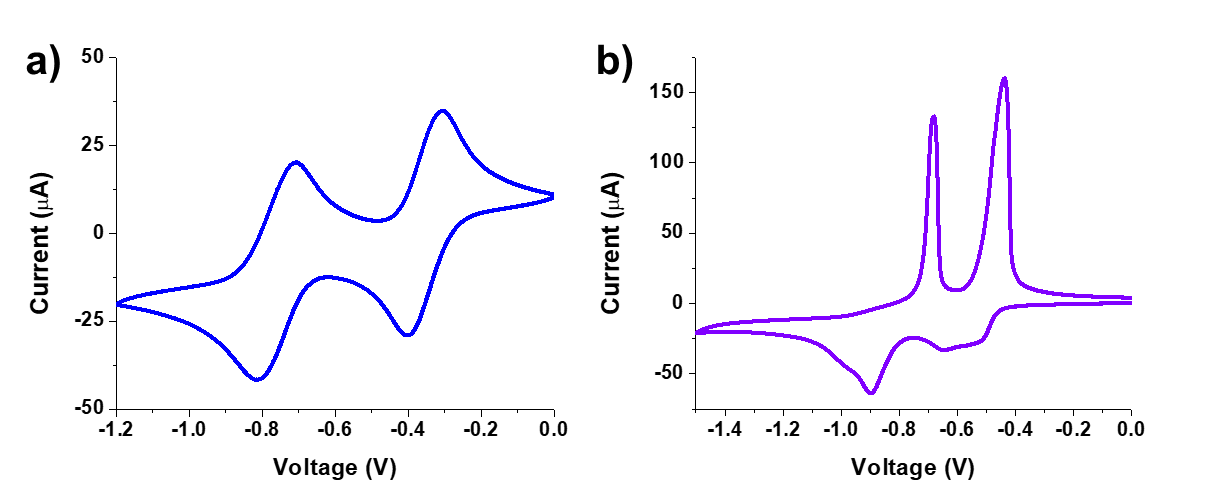 a)
50
25
0
-25
-50
-1.2 -1.0 -0.8 -0.6 -0.4 -0.2 0.0
Voltage (V)
Current (μA)
b)
150
100
50
0
-50
-1.4 -1.2 -1.0 -0.8 -0.6 -0.4 -0.2 0.0
Voltage (V)
Current (μA)